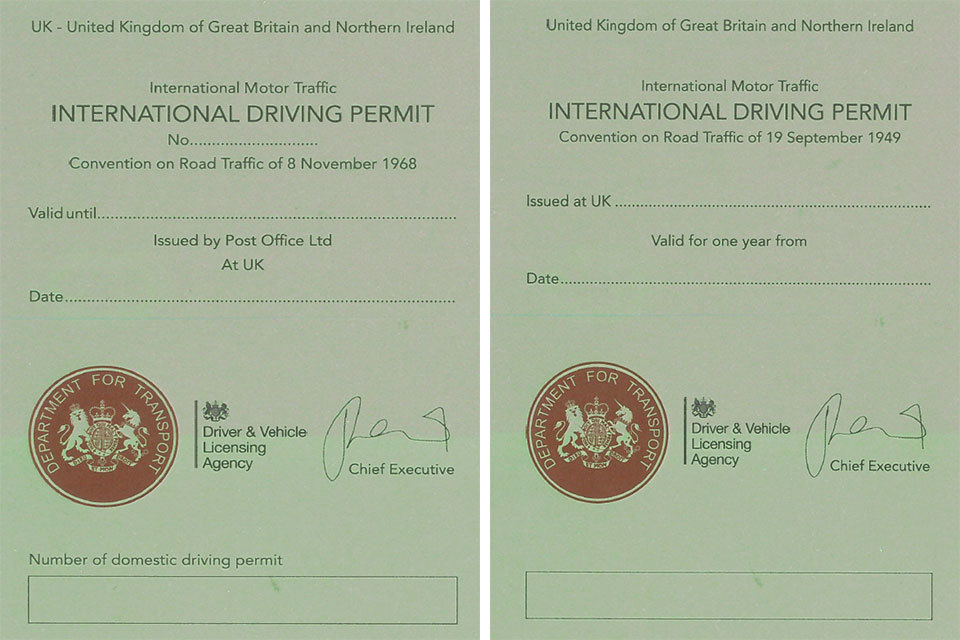 UK - United Kingdom of Great Britain and Northern Ireland
International Motor Traffic
INTERNATIONAL DRIVING PERMIT
No.............................
Convention on Road Traffic of 8 November 1968
Valid until..........................................................................
Issued by Post Office Ltd
At UK
Date................................................................................
DEPARTMENT FOR TRANSPORT
Driver & Vehicle
Licensing
Agency
Chief Executive
Number of domestic driving permit
United Kingdom of Great Britain and Northern Ireland
International Motor Traffic
INTERNATIONAL DRIVING PERMIT
Convention on Road Traffic of 19 September 1949
Issued at UK .................................................................
Valid for one year from
Date............................................................................
DEPARTMENT FOR TRANSPORT
Driver & Vehicle
Licensing
Agency
Chief Executive